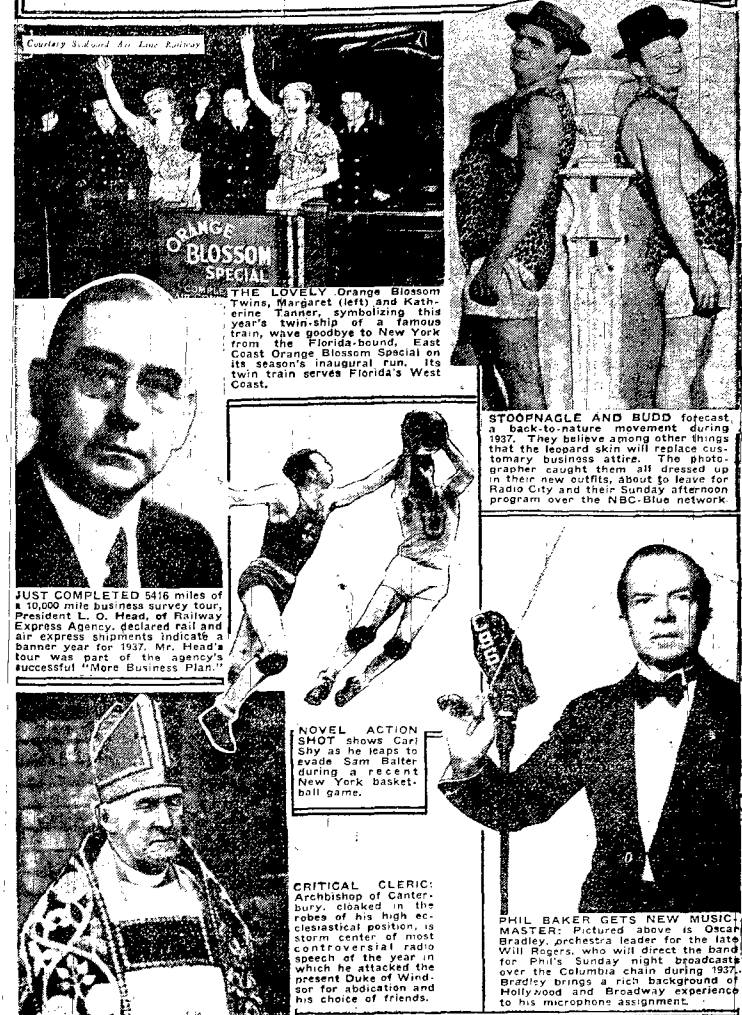 Courtesy Seaboard Air Line Railway
ORANGE
BLOSSOM
SPECIAL
THE LOVELY Orange Blossom
Twins, Margaret (left) and Kath-
erine Tanner, symbolizing this
year's twin-ship of a famous
train, wave goodbye to New York
from the Florida-bound, East
Coast Orange Blossom Special on
its season's inaugural run. Its
twin train serves Florida's West
Coast.
STOOPNAGLE AND BUDD forecast
a back-to-nature movement during
1937. They believe among other things
that the leopard skin will replace cus-
tomary business attire. The photo-
grapher caught them all dressed up
in their new outfits, about to leave for
Radio City and their Sunday afternoon
program over the NBC-Blue network.
JUST COMPLETED 5416 miles of
a 10,000 mile business survey tour,
President L. O. Head, of Railway
Express Agency, declared rail and
air express shipments indicate a
banner year for 1937. Mr. Head's
tour was part of the agency's
successful "More Business Plan."
NOVEL ACTION
SHOT shows Carl
Shy as he leaps to
evade Sam Balter
during a recent
New York basket-
ball game.
CBS
CRITICAL CLERIC:
Archbishop of Canter-
bury, cloaked in the
robes of his high ec-
clesiastical position, is
storm center of most
controversial radio
speech of the year in
which he attacked the
present Duke of Wind-
sor for abdication and
his choice of friends.
PHIL BAKER GETS NEW MUSIC
MASTER: Pictured above is Oscar
Bradley, orchestra leader for the late
Will Rogers, who will direct the band
for Phil's Sunday night broadcasts
over the Columbia chain during 1937.
Bradley brings a rich background of
Hollywood and Broadway experience
to his microphone assignment.